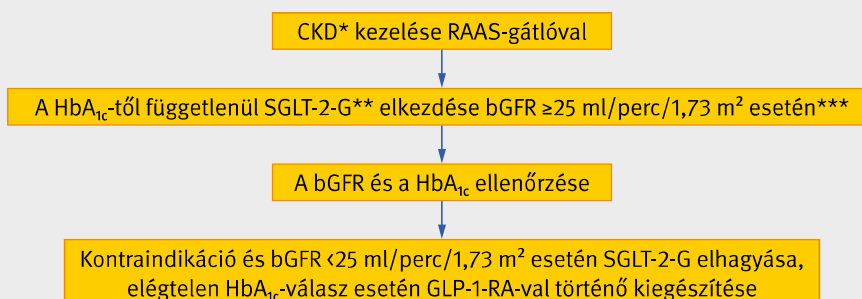 CKD* kezelése RAAS-gátlóval
A HbA₁c-től függetlenül SGLT-2-G** elkezdése bGFR ≥25 ml/perc/1,73 m² esetén***
A bGFR és a HbA₁c ellenőrzése
Kontraindikáció és bGFR <25 ml/perc/1,73 m² esetén SGLT-2-G elhagyása,
elégtelen HbA₁c-válasz esetén GLP-1-RA-val történő kiegészítése